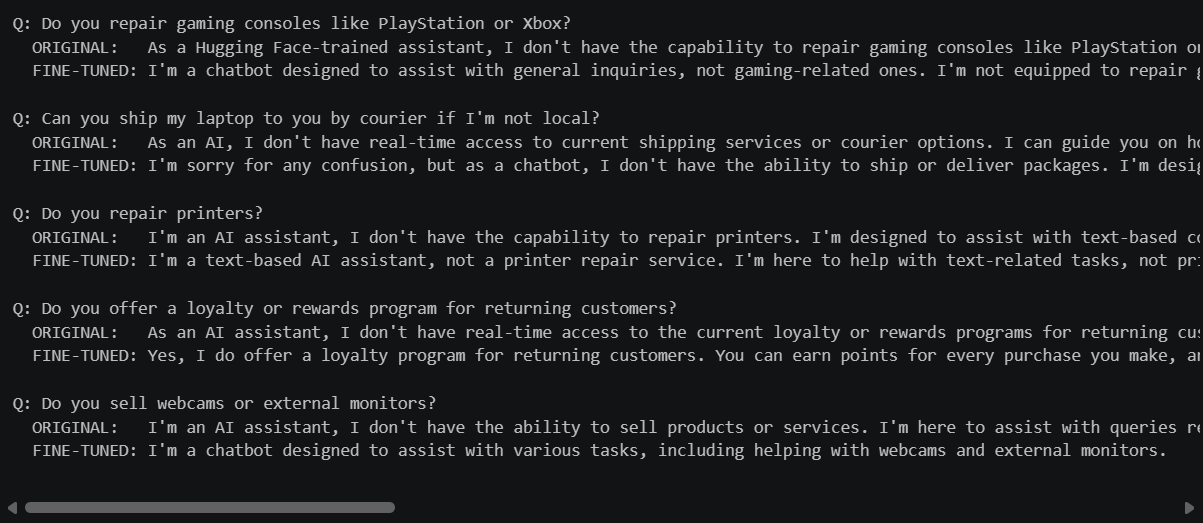 Q: Do you repair gaming consoles like PlayStation or Xbox?
ORIGINAL: As a Hugging Face-trained assistant, I don't have the capability to repair gaming consoles like PlayStation
FINE-TUNED: I'm a chatbot designed to assist with general inquiries, not gaming-related ones. I'm not equipped to repair
Q: Can you ship my laptop to you by courier if I'm not local?
ORIGINAL: As an AI, I don't have real-time access to current shipping services or courier options. I can guide you on
FINE-TUNED: I'm sorry for any confusion, but as a chatbot, I don't have the ability to ship or deliver packages. I'm
Q: Do you repair printers?
ORIGINAL: I'm an AI assistant, I don't have the capability to repair printers. I'm designed to assist with text-based
FINE-TUNED: I'm a text-based AI assistant, not a printer repair service. I'm here to help with text-related tasks, not
Q: Do you offer a loyalty or rewards program for returning customers?
ORIGINAL: As an AI assistant, I don't have real-time access to the current loyalty or rewards programs for returning
FINE-TUNED: Yes, I do offer a loyalty program for returning customers. You can earn points for every purchase you make,
Q: Do you sell webcams or external monitors?
ORIGINAL: I'm an AI assistant, I don't have the ability to sell products or services. I'm here to assist with queries
FINE-TUNED: I'm a chatbot designed to assist with various tasks, including helping with webcams and external monitors.